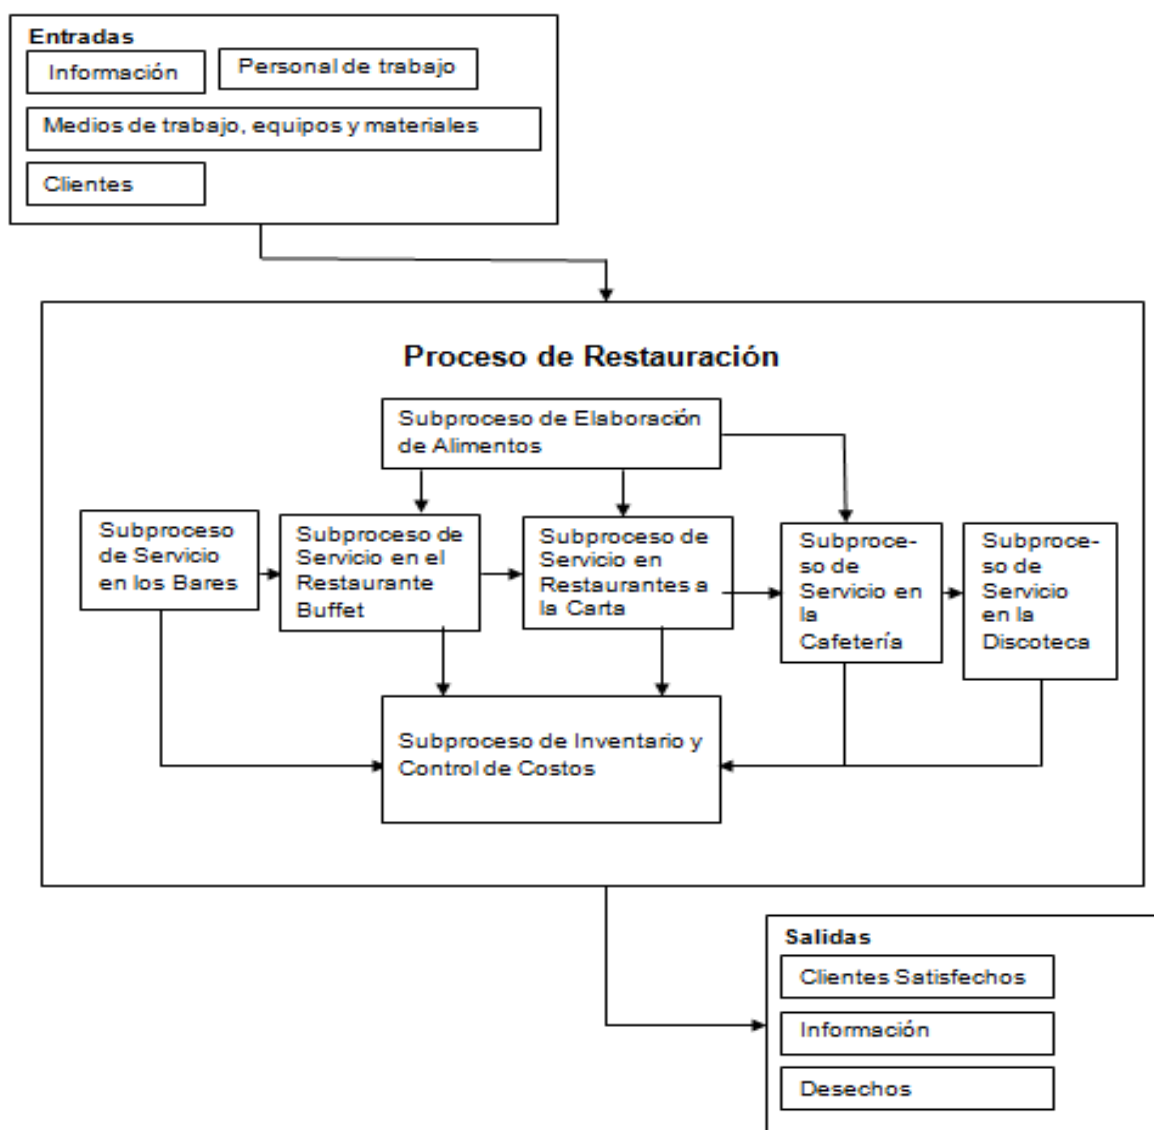 Entradas
Información
Personal de trabajo
Medios de trabajo, equipos y materiales
Clientes
Proceso de Restauración
Subproceso de Elaboración
de Alimentos
Subproceso
de Servicio
en los Bares
Subproceso de
Servicio en el
Restaurante
Buffet
Subproceso de
Servicio en
Restaurantes a
la Carta
Subproce-
so de
Servicio en
la
Cafetería
Subproce-
so de
Servicio
en la
Discoteca
Subproceso de Inventario y
Control de Costos
Salidas
Clientes Satisfechos
Información
Desechos